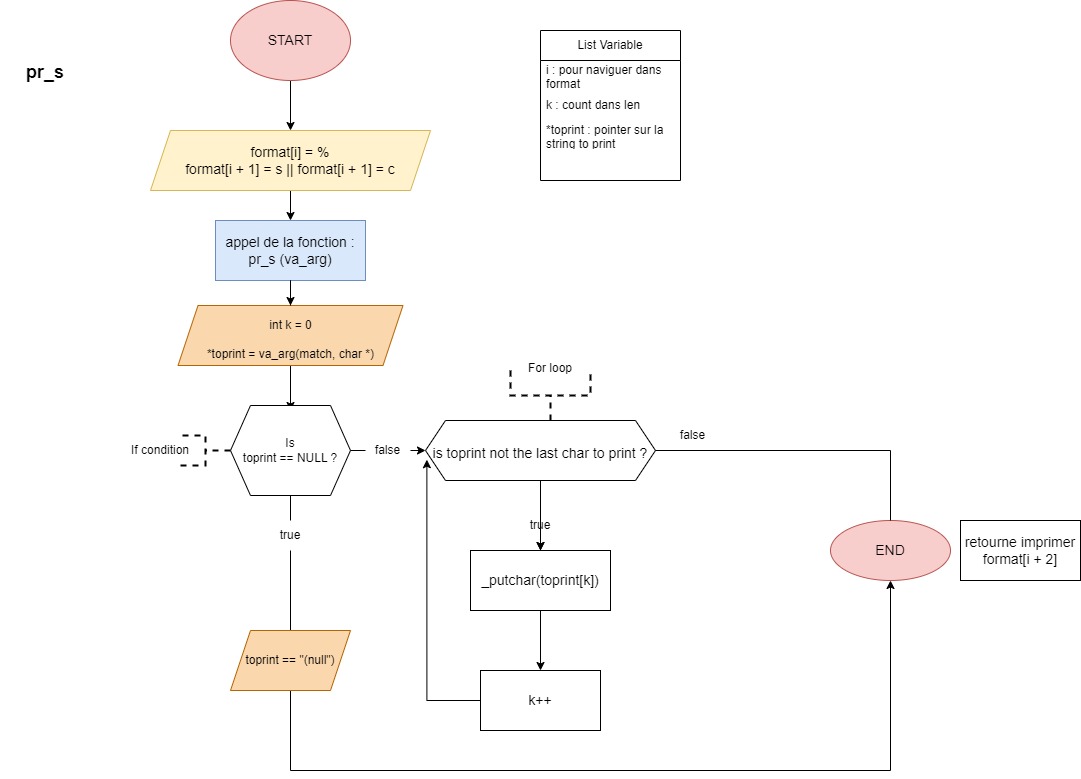 START
pr_s
List Variable
i : pour naviguer dans
format
k : count dans len
*toprint : pointer sur la
string to print
format[i] = %
format[i + 1] = s || format[i + 1] = c
appel de la fonction :
pr_s (va_arg)
int k = 0
*toprint = va_arg(match, char *)
For loop
If condition
Is
toprint == NULL ?
false
is toprint not the last char to print ?
false
true
true
_putchar(toprint[k])
END
retourne imprimer
format[i + 2]
toprint == "(null")
k++